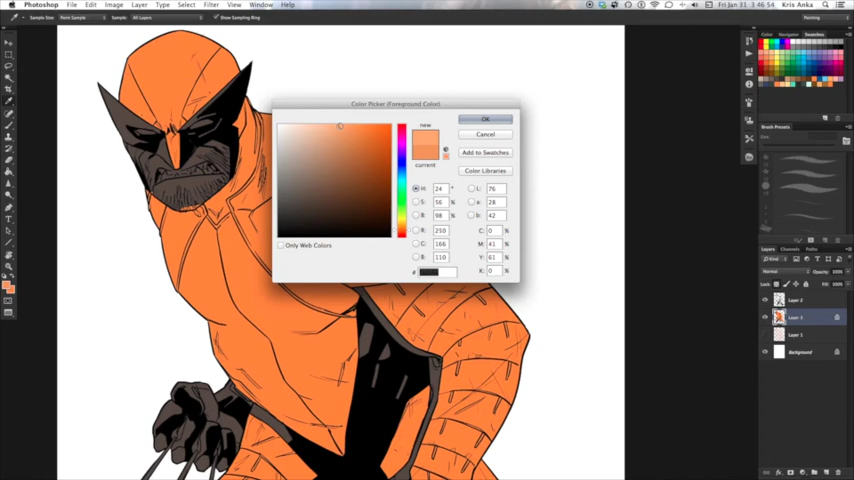 Photoshop File Edit Image Layer Type Select Filter View Window Help Fri Jan 31 3:46:54 Kris Anka
Sample Size: Point Sample Sample: All Layers Show Sampling Ring Painting
Color Swatches
Color Picker (Foreground Color)
new
current
OK
Cancel
Add to Swatches
Color Libraries
H: 24 °
S: 56 %
B: 98 %
R: 250
G: 166
B: 110
L: 76
a: 28
b: 42
C: 0 %
M: 41 %
Y: 61 %
K: 0 %
#
Only Web Colors
Brush Presets
Layers Channels Paths
Kind
Normal Opacity: 100%
Lock: Fill: 100%
Layer 2
Layer 3
Layer 1
Background